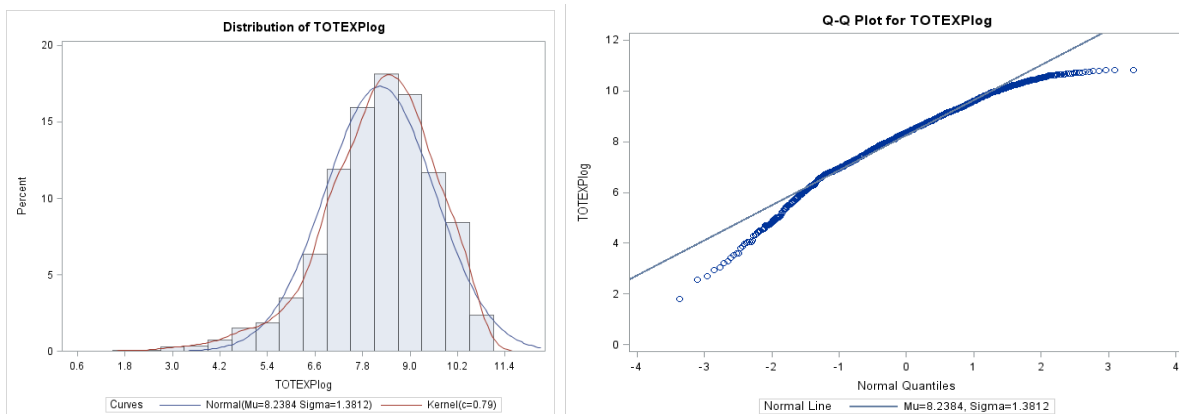 Distribution of TOTEXPlog
20
15
10
5
0
Percent
0.6 1.8 3.0 4.2 5.4 6.6 7.8 9.0 10.2 11.4
TOTEXPlog
Curves Normal(Mu=8.2384 Sigma=1.3812) Kernel(c=0.79)
Q-Q Plot for TOTEXPlog
12
10
8
6
4
2
0
TOTEXPlog
-4 -3 -2 -1 0 1 2 3 4
Normal Quantiles
Normal Line Mu=8.2384, Sigma=1.3812